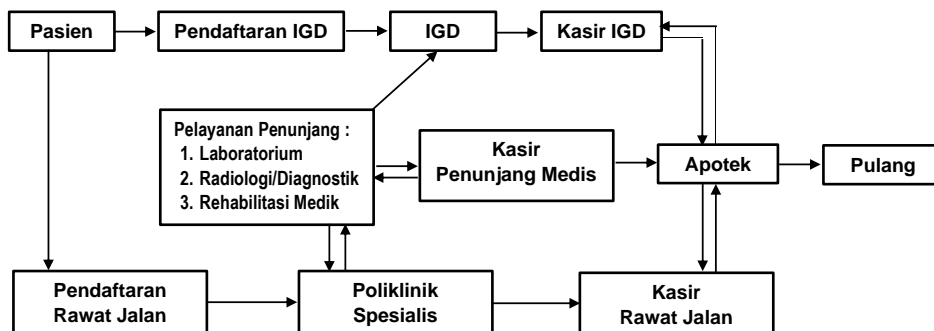 Pasien
Pendaftaran IGD
IGD
Kasir IGD
Pelayanan Penunjang :
1. Laboratorium
2. Radiologi/Diagnostik
3. Rehabilitasi Medik
Kasir
Penunjang Medis
Apotek
Pulang
Pendaftaran
Rawat Jalan
Poliklinik
Spesialis
Kasir
Rawat Jalan